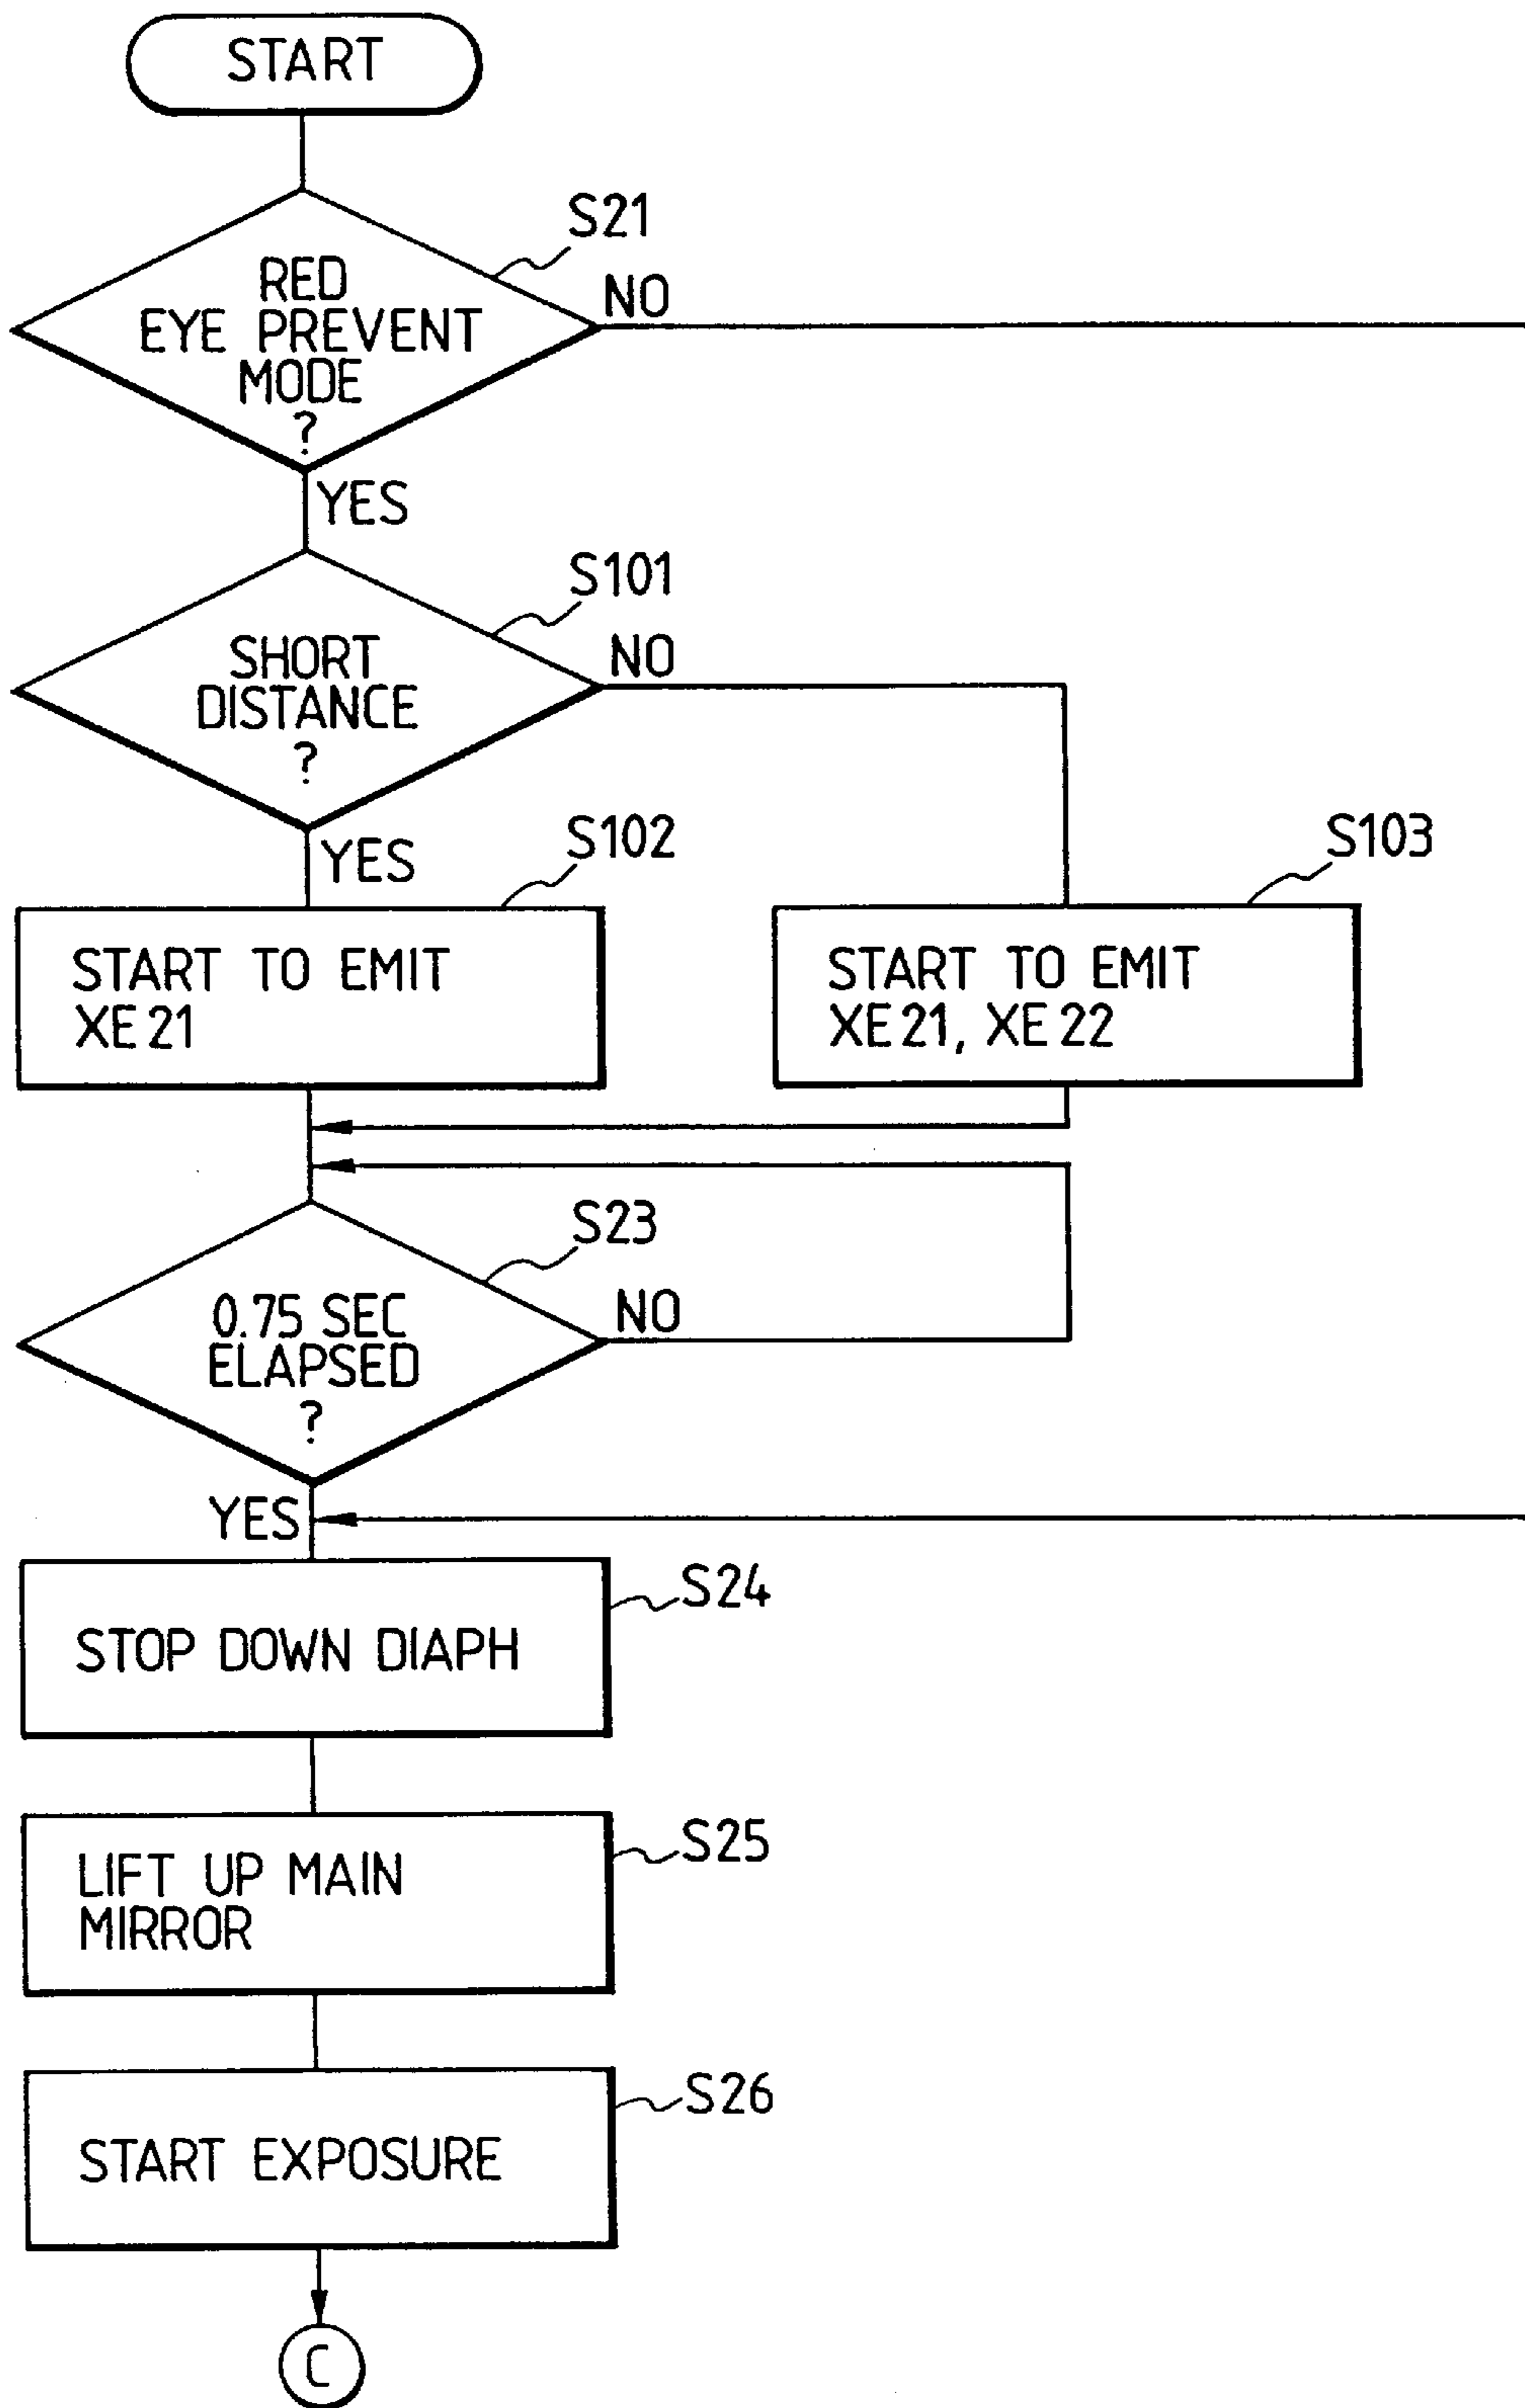 START
S21
RED
EYE PREVENT
MODE
?
NO
YES
S101
SHORT
DISTANCE
?
NO
YES
S102
START TO EMIT
XE21
S103
START TO EMIT
XE21, XE22
S23
0.75 SEC
ELAPSED
?
NO
YES
S24
STOP DOWN DIAPH
S25
LIFT UP MAIN
MIRROR
S26
START EXPOSURE
C